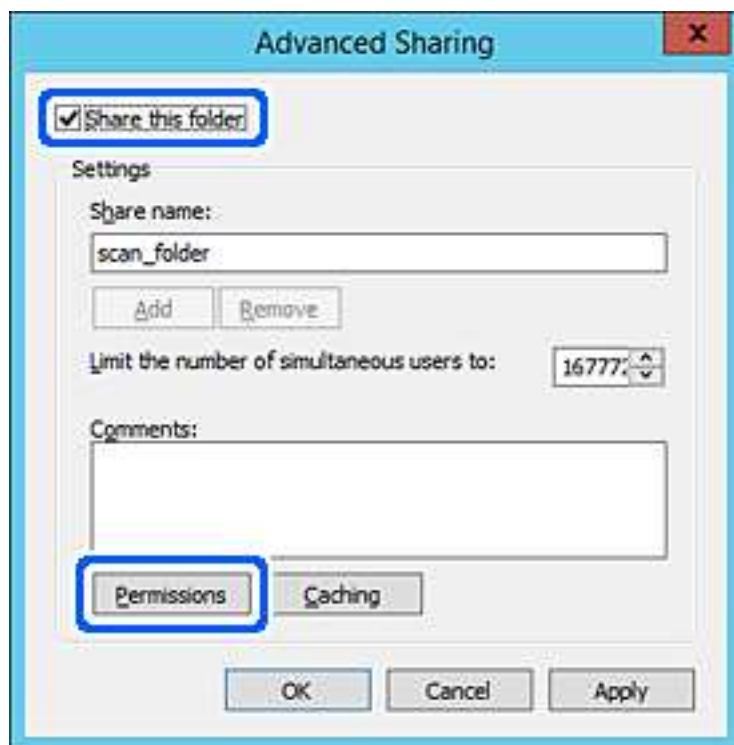 Advanced Sharing
Share this folder
Settings
Share name:
scan_folder
Add Remove
Limit the number of simultaneous users to:
Comments:
Permissions Caching
OK Cancel Apply